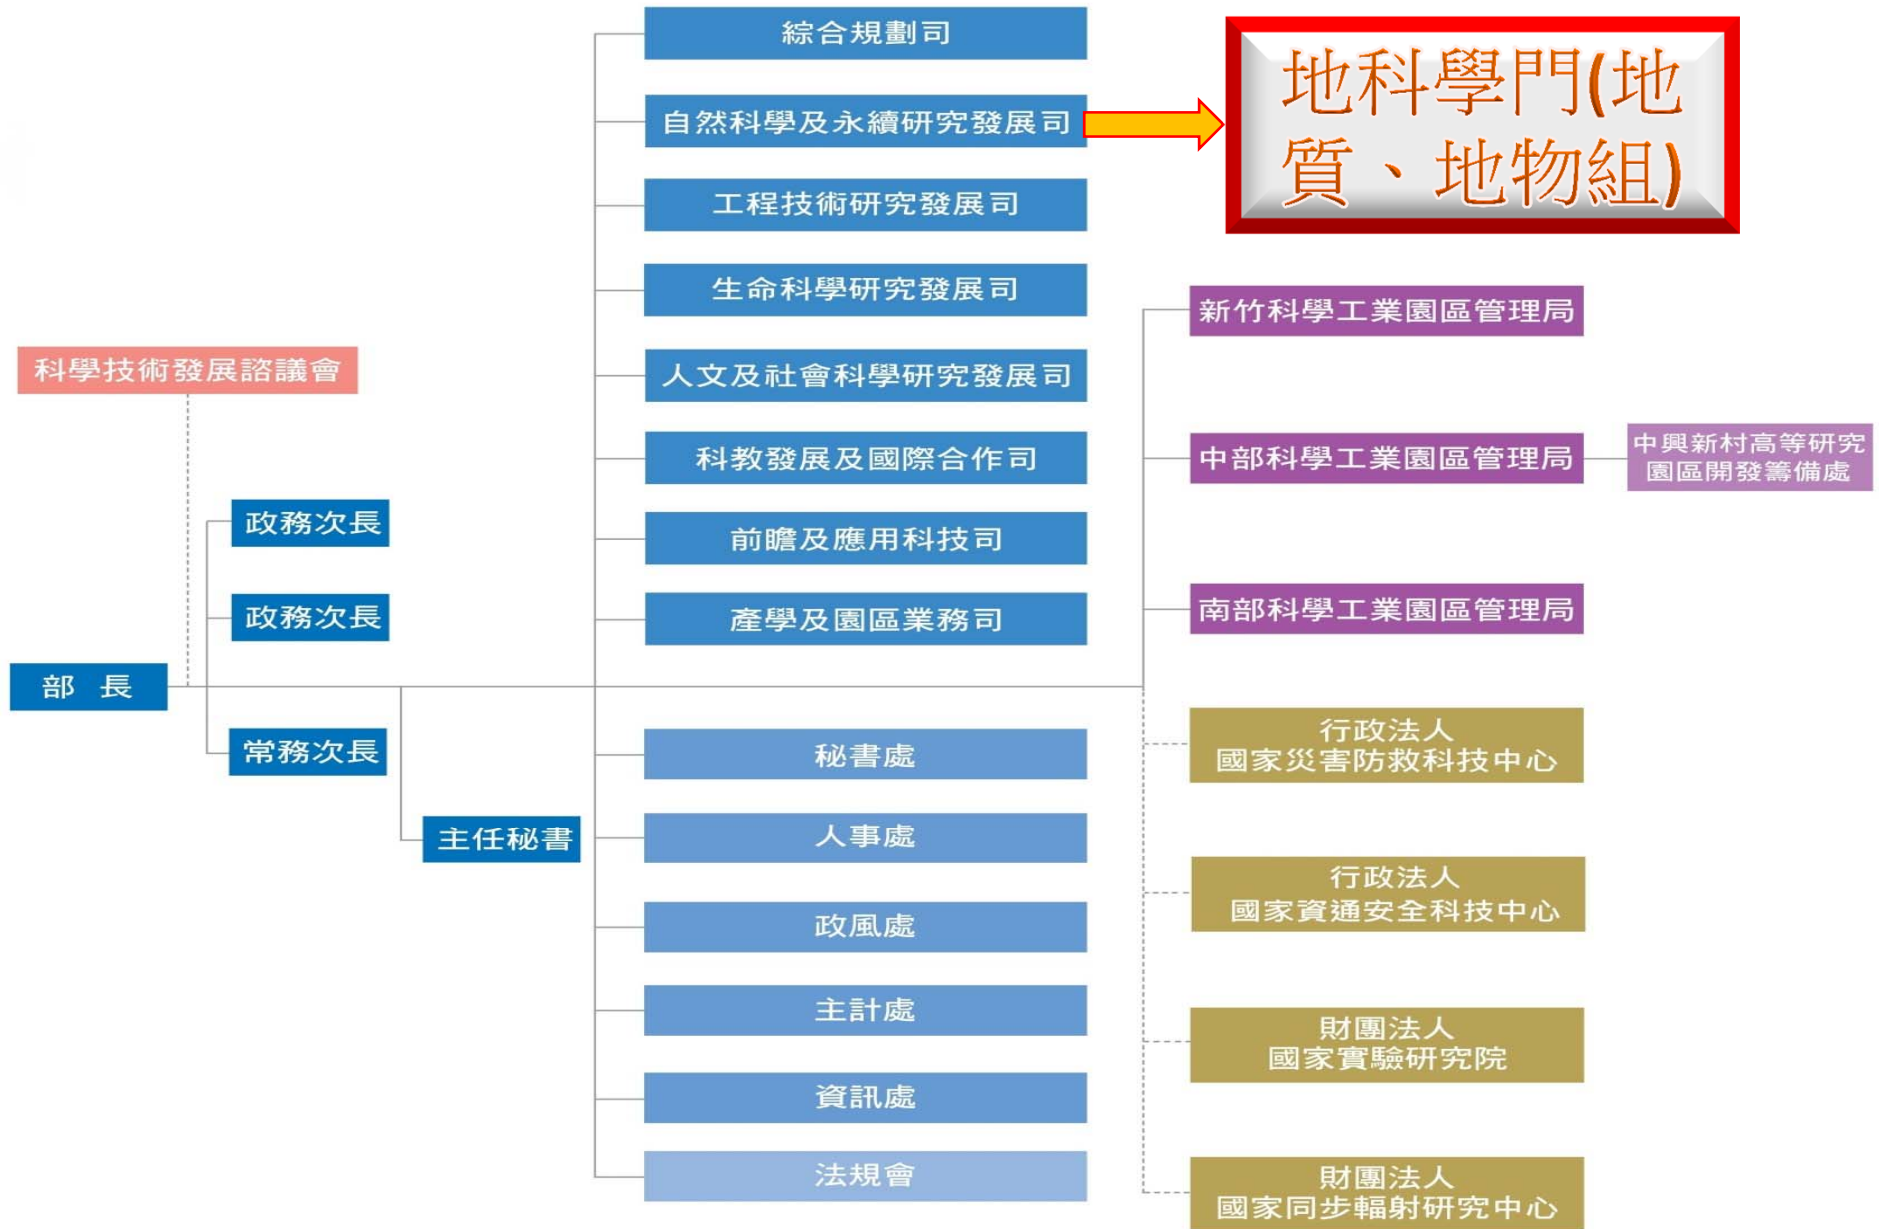 綜合規劃司
自然科學及永續研究發展司
地科學門(地
質、地物組)
工程技術研究發展司
生命科學研究發展司
人文及社會科學研究發展司
科教發展及國際合作司
前瞻及應用科技司
產學及園區業務司
科學技術發展諮議會
政務次長
政務次長
部 長
常務次長
主任秘書
秘書處
人事處
政風處
主計處
資訊處
法規會
新竹科學工業園區管理局
中部科學工業園區管理局
中興新村高等研究
園區開發籌備處
南部科學工業園區管理局
行政法人
國家災害防救科技中心
行政法人
國家資通安全科技中心
財團法人
國家實驗研究院
財團法人
國家同步輻射研究中心